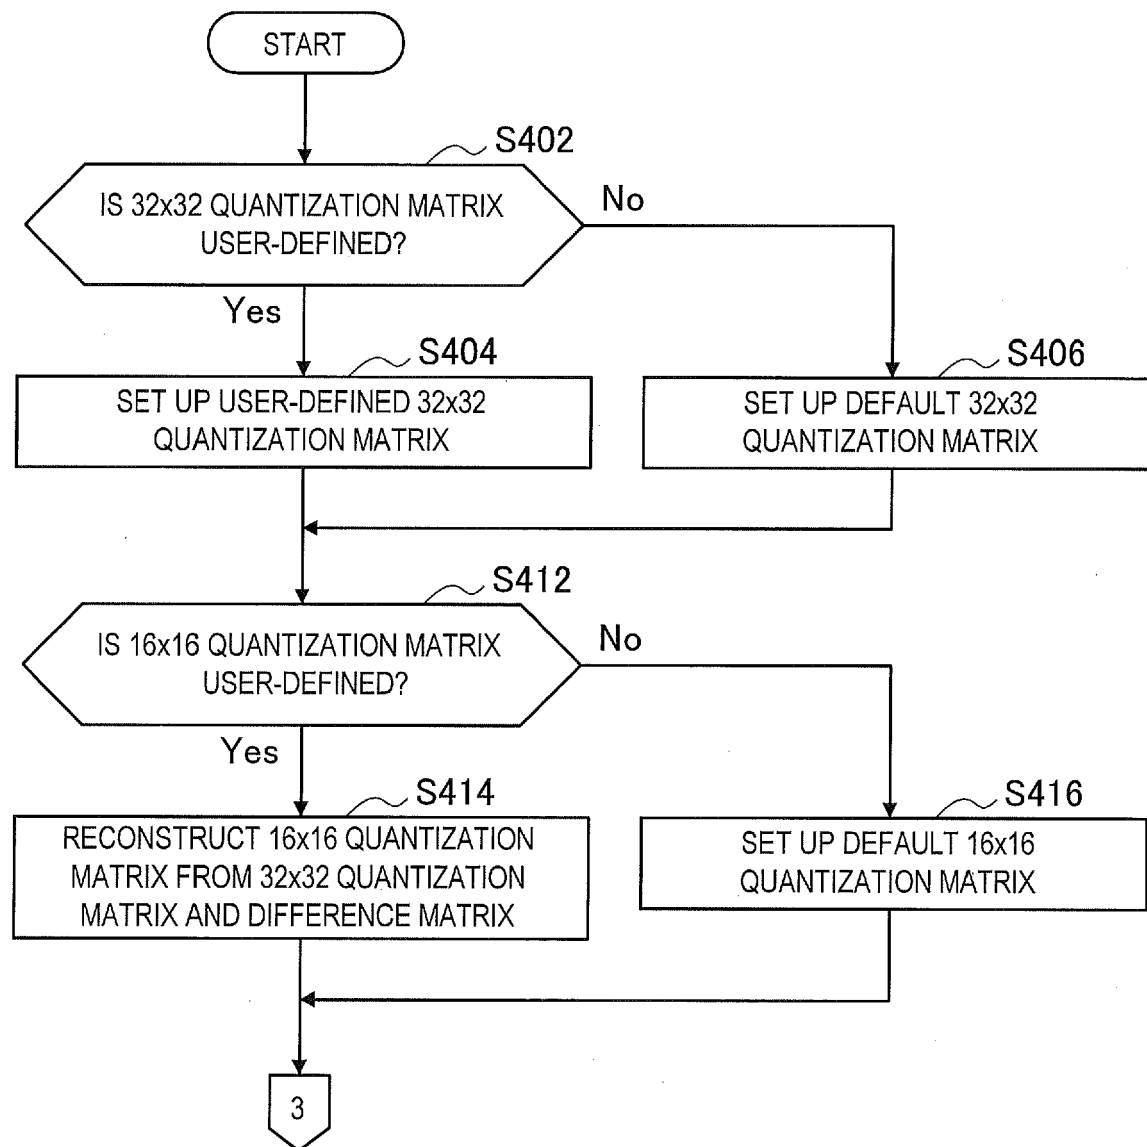 START
S402
IS 32x32 QUANTIZATION MATRIX
USER-DEFINED?
No
Yes
S404
SET UP USER-DEFINED 32x32
QUANTIZATION MATRIX
S406
SET UP DEFAULT 32x32
QUANTIZATION MATRIX
S412
IS 16x16 QUANTIZATION MATRIX
USER-DEFINED?
No
Yes
S414
RECONSTRUCT 16x16 QUANTIZATION
MATRIX FROM 32x32 QUANTIZATION
MATRIX AND DIFFERENCE MATRIX
S416
SET UP DEFAULT 16x16
QUANTIZATION MATRIX
3